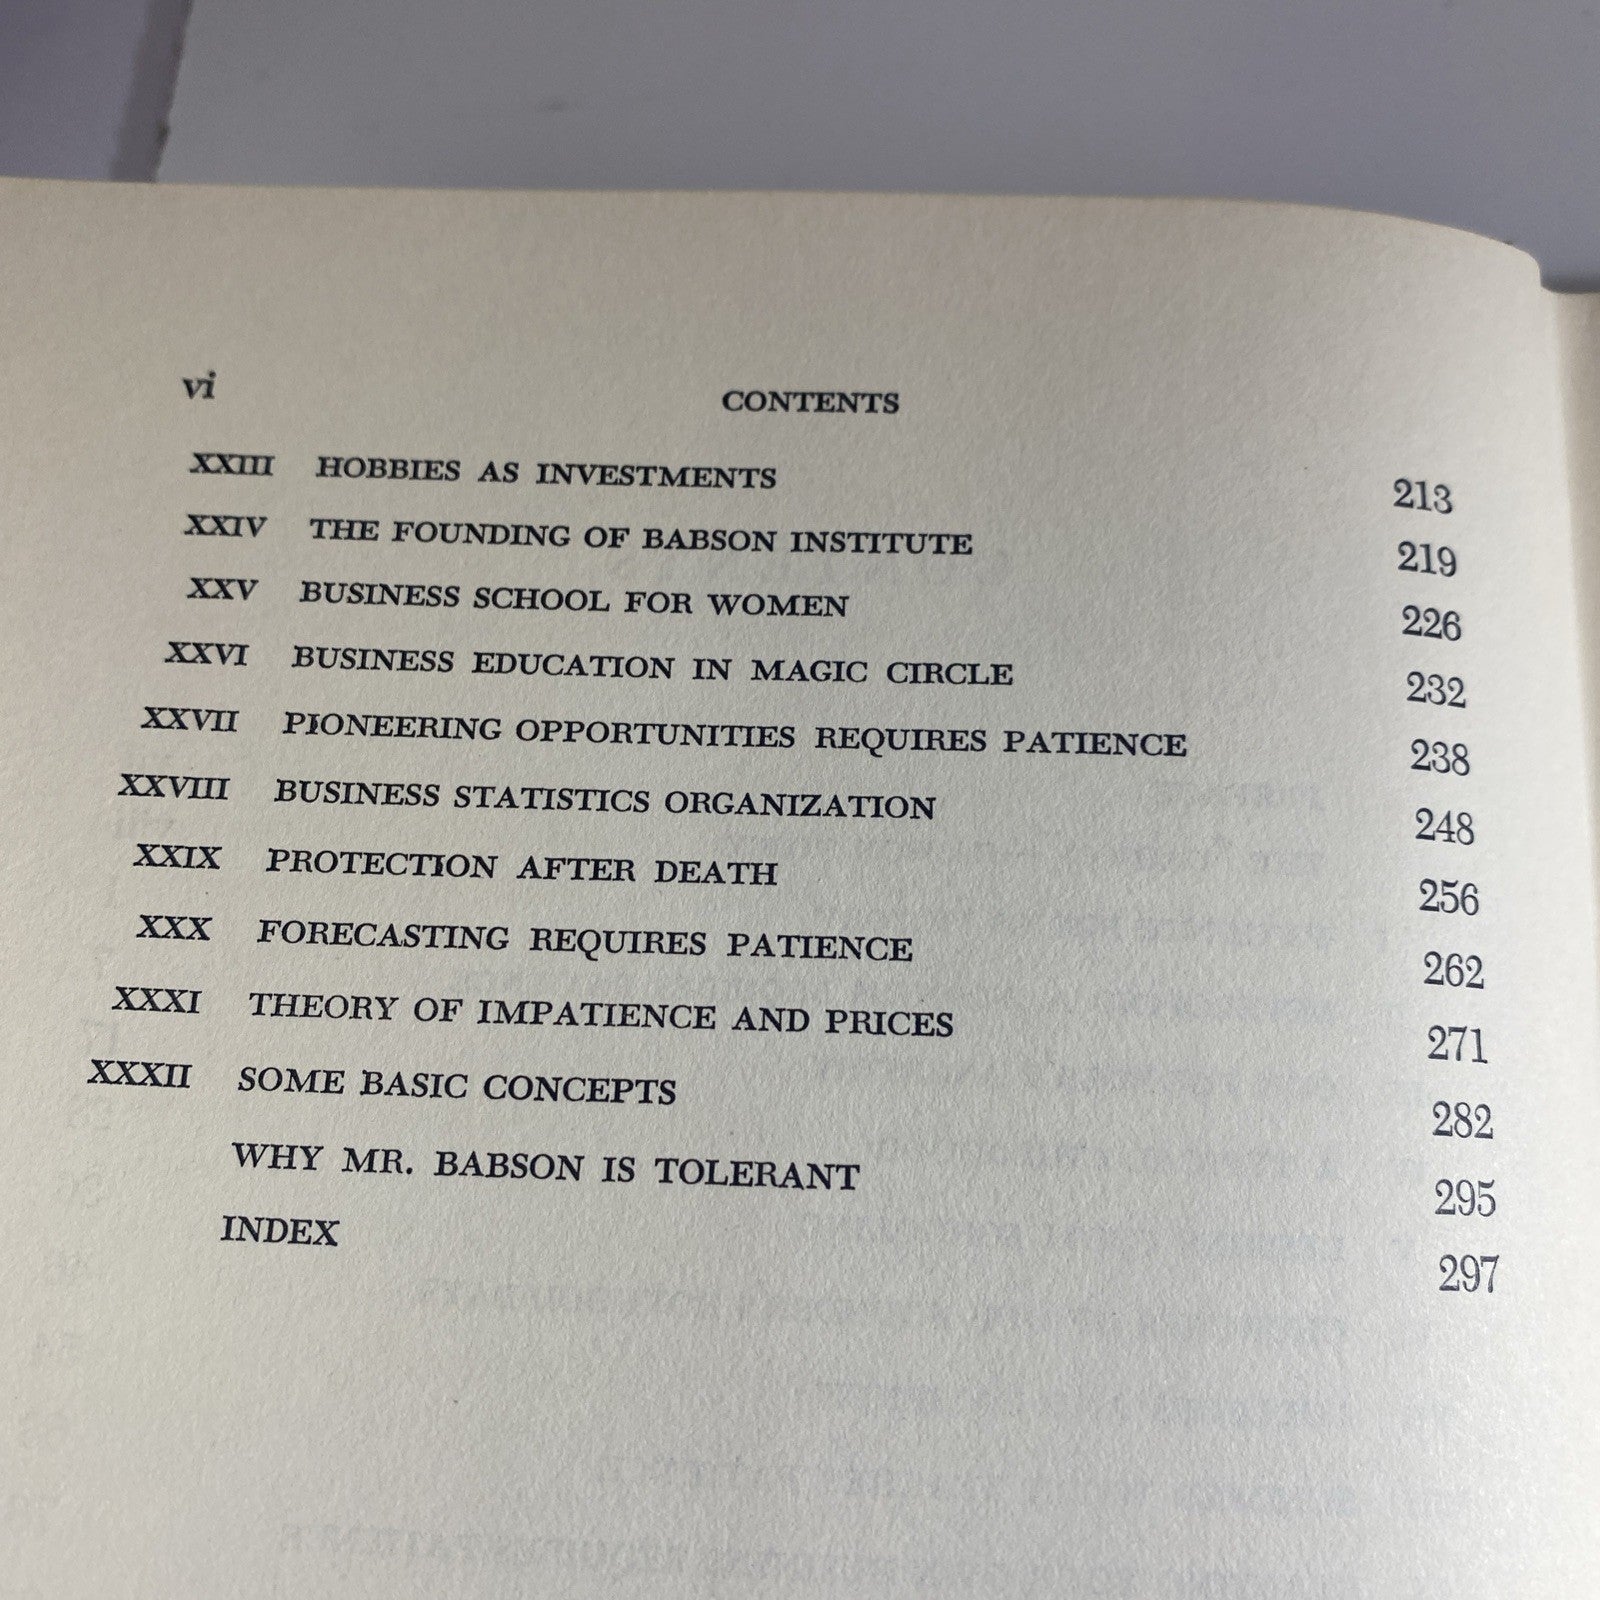 vi CONTENTS
XXIII HOBBIES AS INVESTMENTS 213
XXIV THE FOUNDING OF BABSON INSTITUTE 219
XXV BUSINESS SCHOOL FOR WOMEN 226
XXVI BUSINESS EDUCATION IN MAGIC CIRCLE 232
XXVII PIONEERING OPPORTUNITIES REQUIRES PATIENCE 238
XXVIII BUSINESS STATISTICS ORGANIZATION 248
XXIX PROTECTION AFTER DEATH 256
XXX FORECASTING REQUIRES PATIENCE 262
XXXI THEORY OF IMPATIENCE AND PRICES 271
XXXII SOME BASIC CONCEPTS 282
WHY MR. BABSON IS TOLERANT 295
INDEX 297